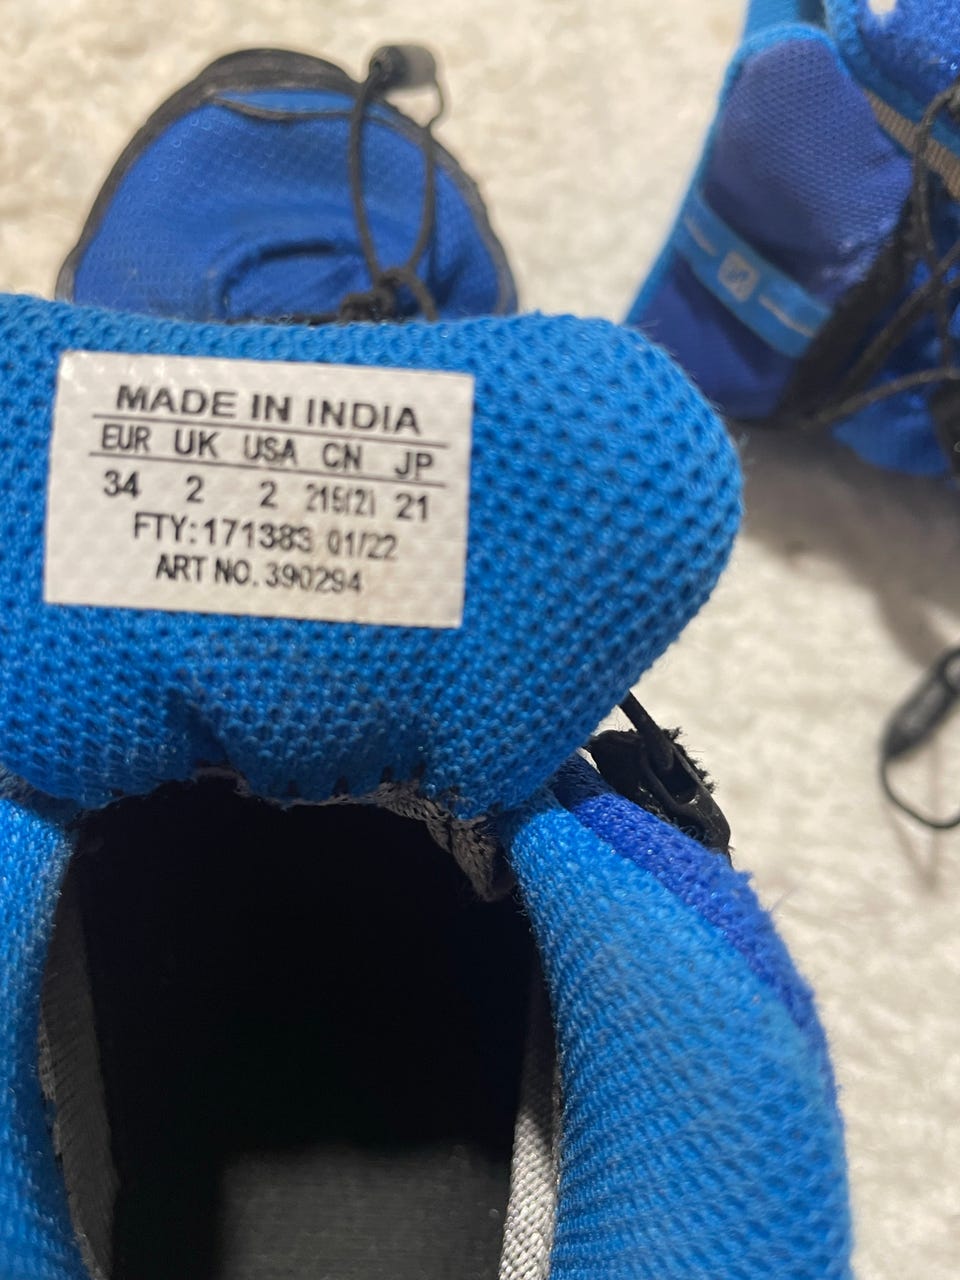 MADE IN INDIA
EUR UK USA CN JP
34 2 2 215(2) 21
FTY:171383 01/22
ART NO. 390294